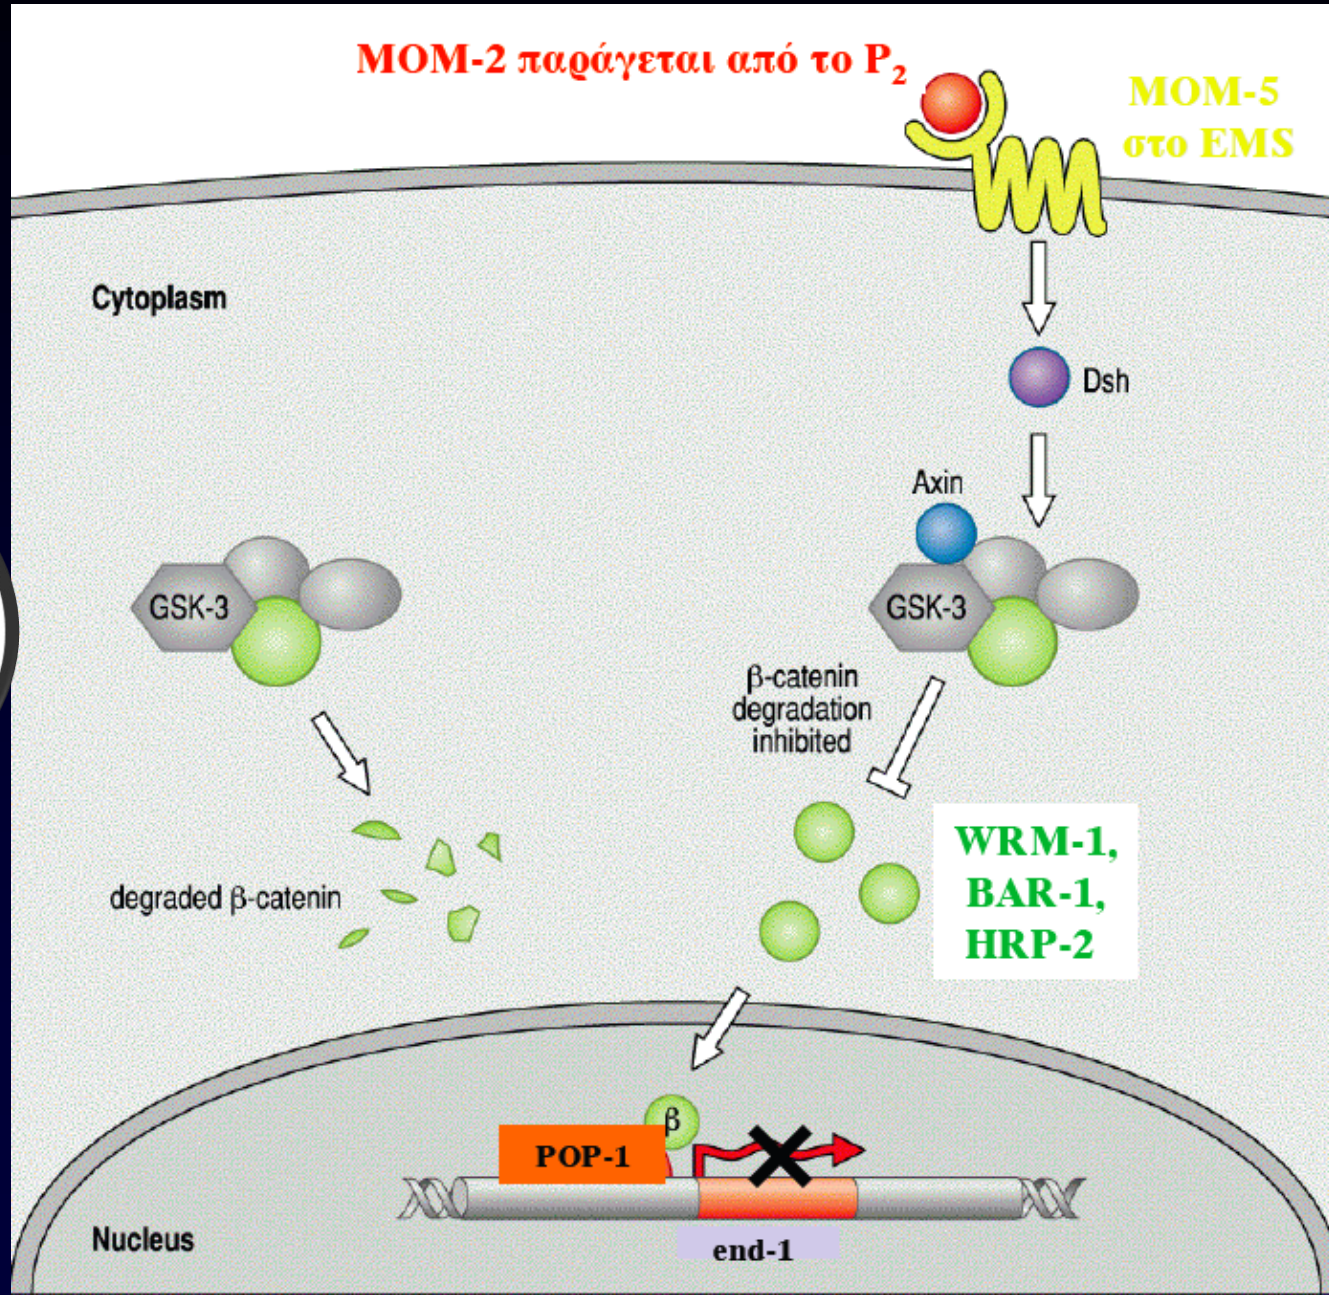 MOM-2 παράγεται από το P₂
MOM-5
στο EMS
Cytoplasm
Dsh
Axin
GSK-3
GSK-3
β-catenin
degradation
inhibited
WRM-1,
BAR-1,
HRP-2
degraded β-catenin
β
POP-1
end-1
Nucleus